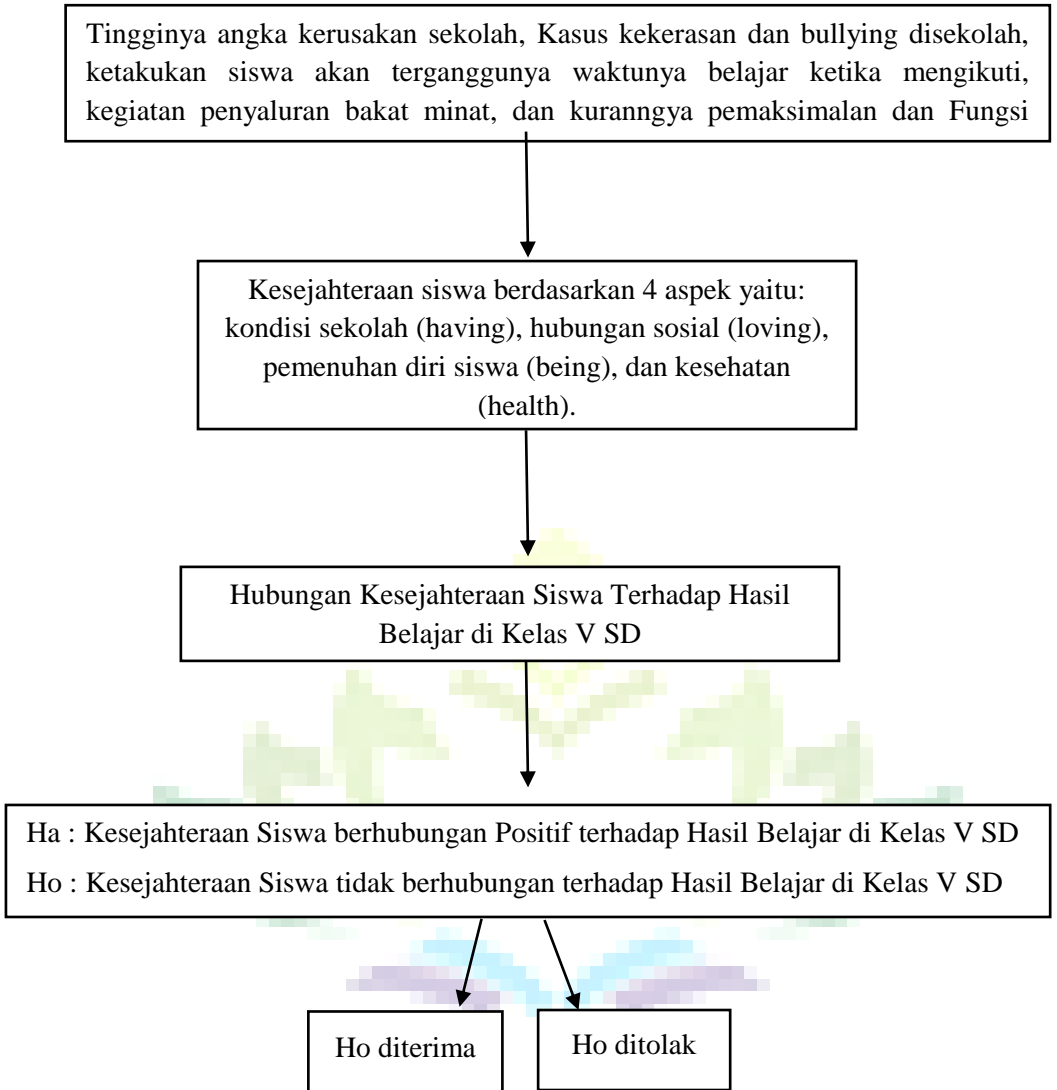 Tingginya angka kerusakan sekolah, Kasus kekerasan dan bullying disekolah,
ketakukan siswa akan terganggunya waktunya belajar ketika mengikuti,
kegiatan penyaluran bakat minat, dan kuranngya pemaksimalan dan Fungsi
Kesejahteraan siswa berdasarkan 4 aspek yaitu:
kondisi sekolah (having), hubungan sosial (loving),
pemenuhan diri siswa (being), dan kesehatan
(health).
Hubungan Kesejahteraan Siswa Terhadap Hasil
Belajar di Kelas V SD
Ha : Kesejahteraan Siswa berhubungan Positif terhadap Hasil Belajar di Kelas V SD
Ho : Kesejahteraan Siswa tidak berhubungan terhadap Hasil Belajar di Kelas V SD
Ho diterima
Ho ditolak